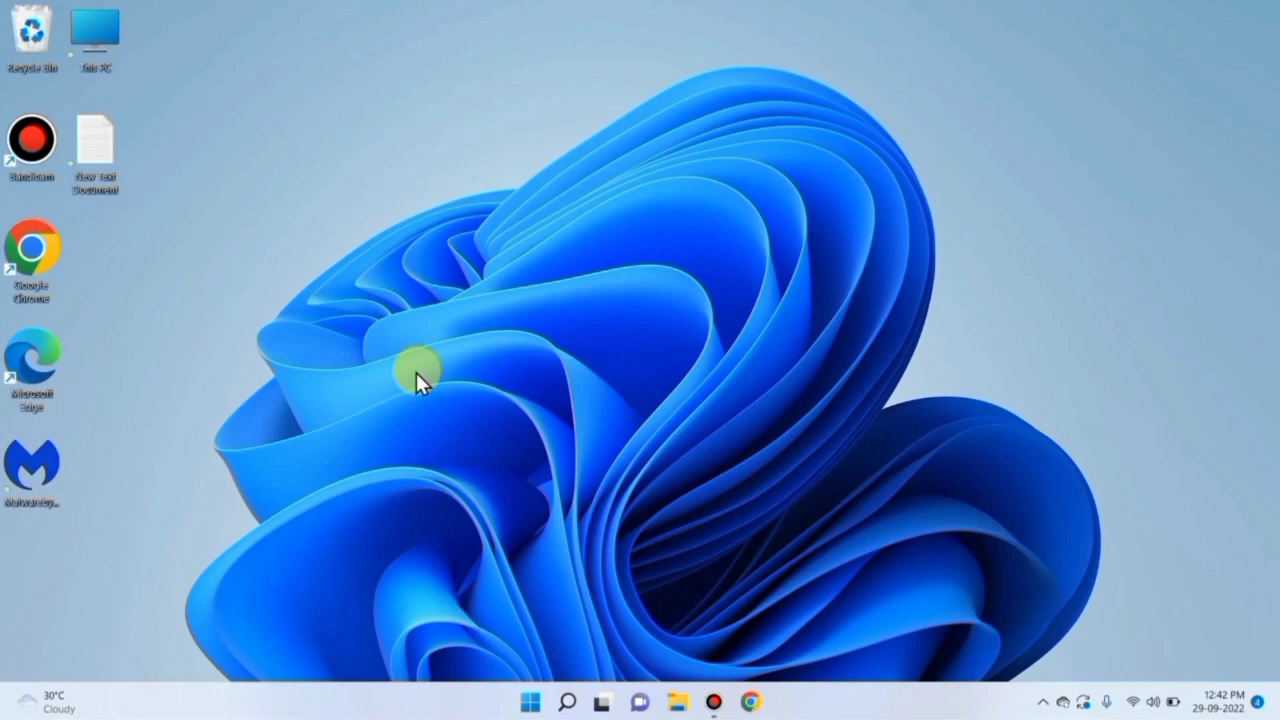 Recycle Bin
This PC
Bandicam
New Text
Document
Google
Chrome
Microsoft
Edge
Malwareby...
30°C
Cloudy
12:42 PM
29-09-2022
4